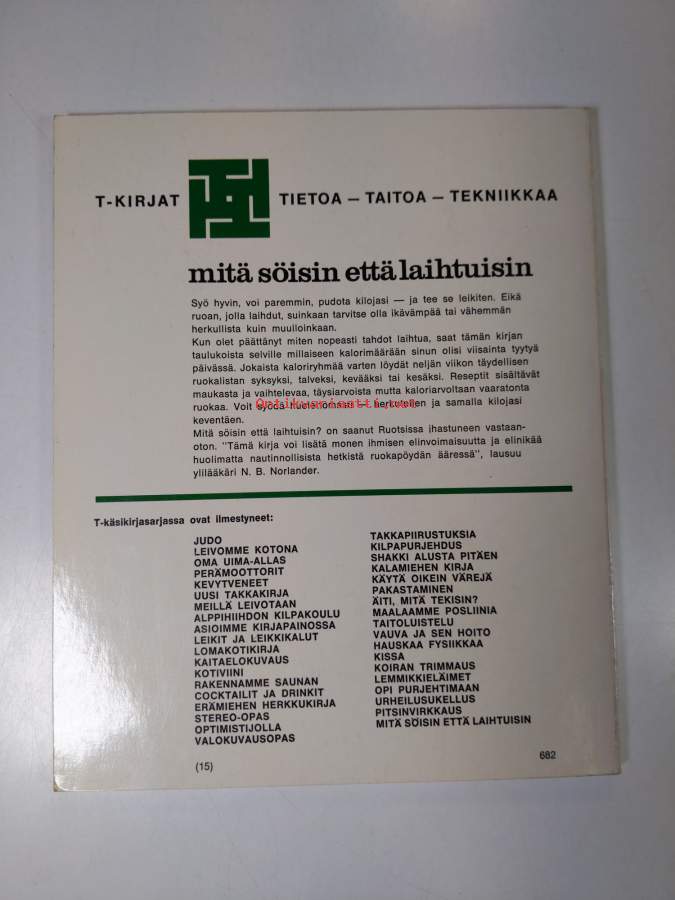 T-KIRJAT
TIETOA — TAITOA — TEKNIIKKAA
mitä söisin että laihtuisin
Syö hyvin, voi paremmin, pudota kilojasi — ja tee se leikiten. Eikä
ruoan, jolla laihdut, suinkaan tarvitse olla ikävämpää tai vähemmän
herkullista kuin muulloinkaan.
Kun olet päättänyt miten nopeasti tahdot laihtua, saat tämän kirjan
taulukoista selville millaiseen kalorimäärään sinun olisi viisainta tyytyä
päivässä. Jokaista kaloriryhmää varten löydät neljän viikon täydellisen
ruokalistan syksyksi, talveksi, kevääksi tai kesäksi. Reseptit sisältävät
maukasta ja vaihtelevaa, täysiarvoista mutta kaloriarvoltaan vaaratonta
ruokaa. Voit syödä huolettomasti — herkutellen ja samalla kilojasi
keventäen.
Mitä söisin että laihtuisin? on saanut Ruotsissa ihastuneen vastaan-
oton. "Tämä kirja voi lisätä monen ihmisen elinvoimaisuutta ja elinikää
huolimatta nautinnollisista hetkistä ruokapöydän ääressä", lausuu
ylilääkäri N. B. Norlander.
T-käsikirjasarjassa ovat ilmestyneet:
JUDO
LEIVOMME KOTONA
OMA UIMA-ALLAS
PERÄMOOTTORIT
KEVYTVENEET
UUSI TAKKAKIRJA
MEILLÄ LEIVOTAAN
ALPPIHIIHDON KILPAKOULU
ASIOIMME KIRJAPAINOSSA
LEIKIT JA LEIKKIKALUT
LOMAKOTIKIRJA
KAITAELOKUVAUS
KOTIVIINI
RAKENNAMME SAUNAN
COCKTAILIT JA DRINKIT
ERÄMIEHEN HERKKUKIRJA
STEREO-OPAS
OPTIMISTIJOLLA
VALOKUVAUSOPAS
TAKKAPIIRUSTUKSIA
KILPAPURJEHDUS
SHAKKI ALUSTA PITÄEN
KALAMIEHEN KIRJA
KÄYTÄ OIKEIN VÄREJÄ
PAKASTAMINEN
ÄITI, MITÄ TEKISIN?
MAALAAMME POSLIINIA
TAITOLUISTELU
VAUVA JA SEN HOITO
HAUSKAA FYSIIKKAA
KISSA
KOIRAN TRIMMAUS
LEMMIKKIELÄIMET
OPI PURJEHTIMAAN
URHEILUSUKELLUS
PITSINVIRKKAUS
MITÄ SÖISIN ETTÄ LAIHTUISIN
(15)
682